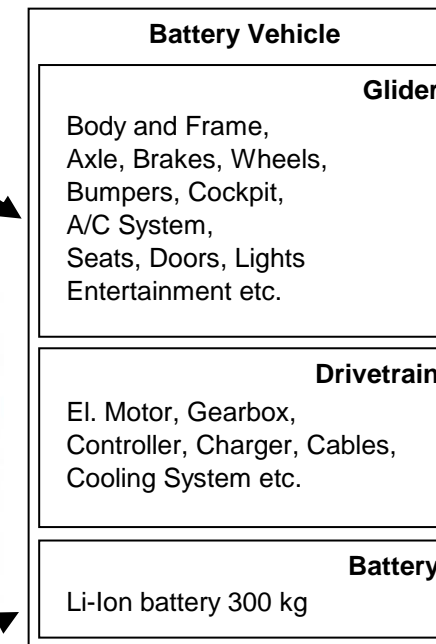 Battery Vehicle
Glider
Body and Frame,
Axle, Brakes, Wheels,
Bumpers, Cockpit,
A/C System,
Seats, Doors, Lights
Entertainment etc.
Drivetrain
El. Motor, Gearbox,
Controller, Charger, Cables,
Cooling System etc.
Battery
Li-Ion battery 300 kg